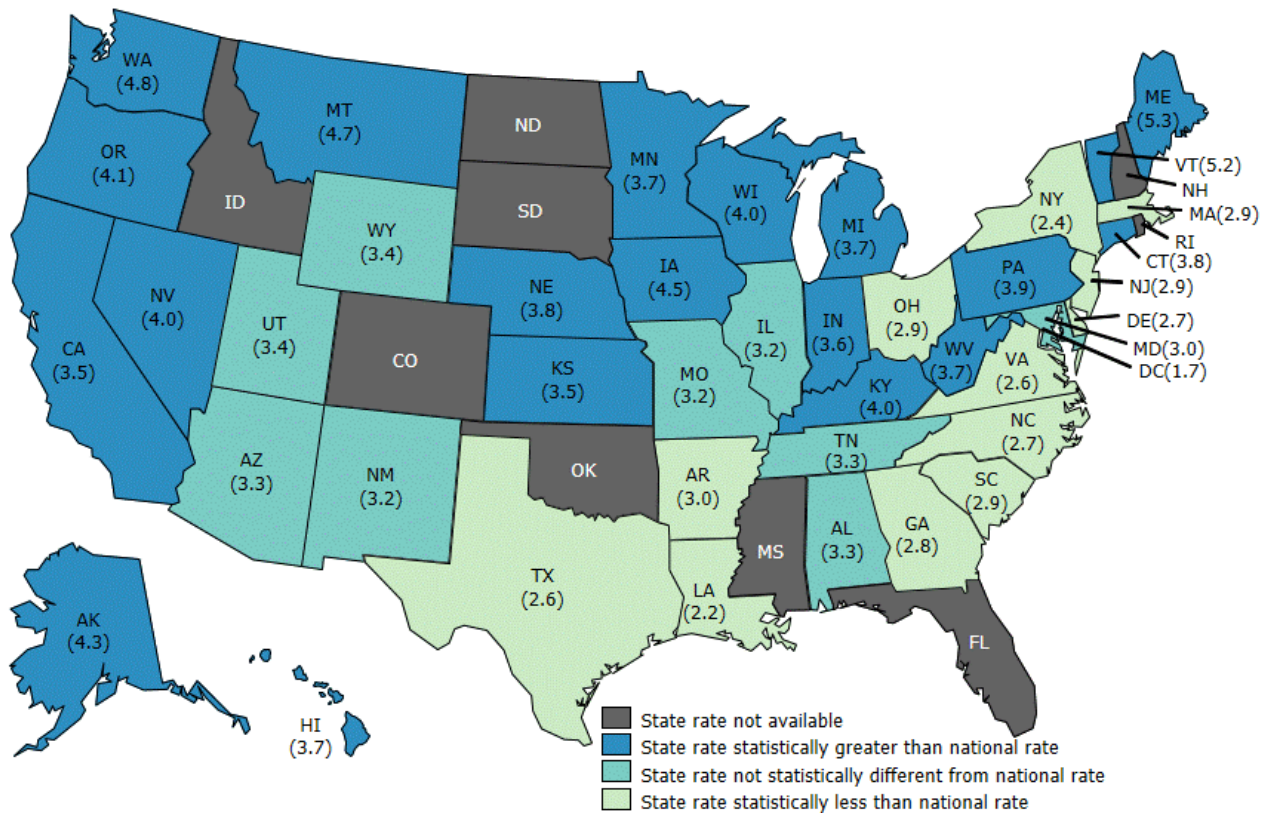 WA
(4.8)
MT
(4.7)
ND
OR
(4.1)
ID
MN
(3.7)
WI
(4.0)
SD
WY
(3.4)
MI
(3.7)
ME
(5.3)
VT(5.2)
NH
NY
(2.4)
MA(2.9)
RI
CT(3.8)
NV
(4.0)
UT
(3.4)
NE
(3.8)
IA
(4.5)
PA
(3.9)
NJ(2.9)
CA
(3.5)
CO
KS
(3.5)
MO
(3.2)
IL
(3.2)
IN
(3.6)
OH
(2.9)
WV
(3.7)
DE(2.7)
MD(3.0)
DC(1.7)
VA
(2.6)
KY
(4.0)
AZ
(3.3)
NM
(3.2)
OK
AR
(3.0)
TN
(3.3)
NC
(2.7)
SC
(2.9)
TX
(2.6)
LA
(2.2)
MS
AL
(3.3)
GA
(2.8)
FL
AK
(4.3)
HI
(3.7)
State rate not available
State rate statistically greater than national rate
State rate not statistically different from national rate
State rate statistically less than national rate